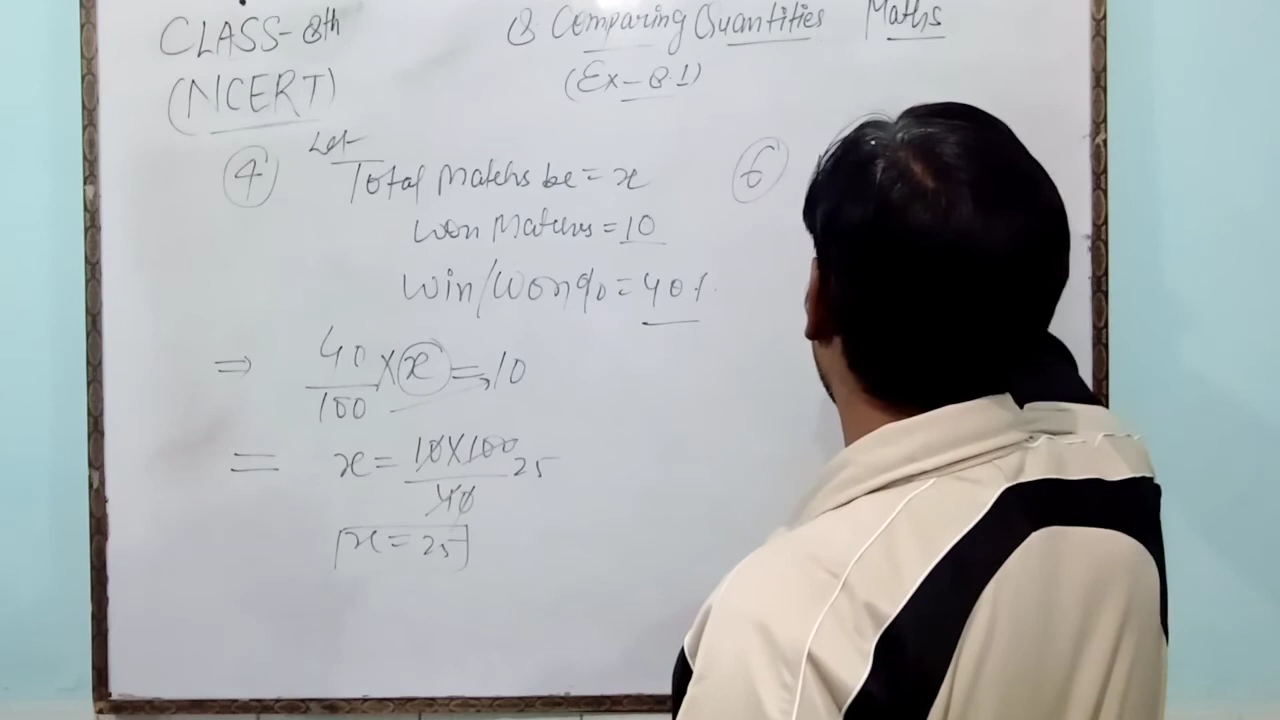 CLASS-8th
(NCERT)
8 Comparing Quantities Maths
(Ex-8.1)
4
Let
Total Matchs be = x
Won Matchs = 10
Win/Won % = 40%.
⇒ 40/100 × x = 10
= x = 10×100/40 25
x = 25
6